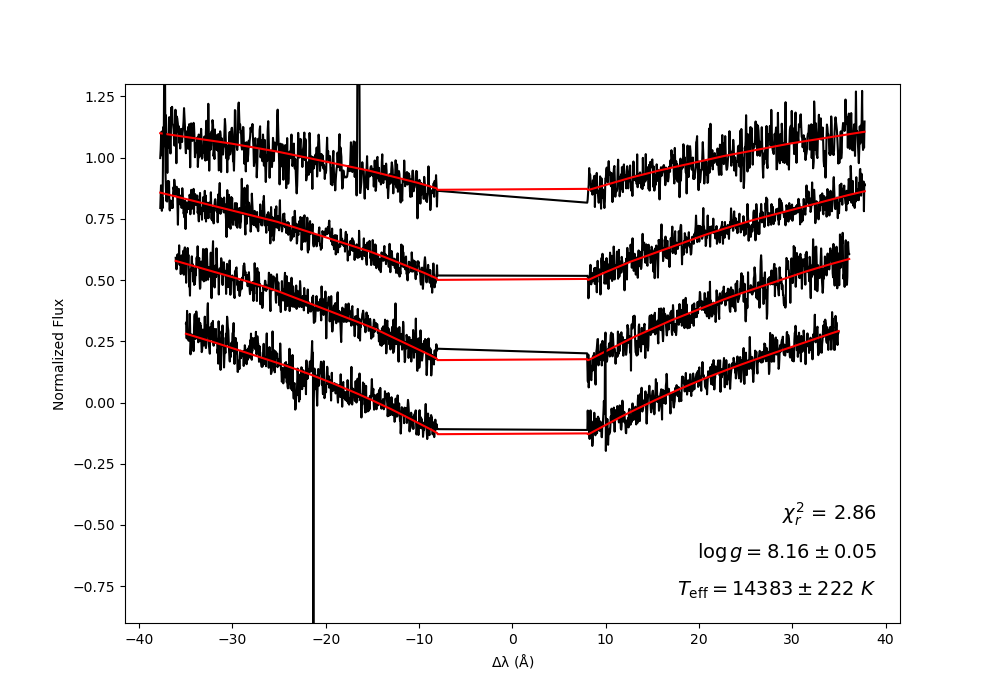 1.25
1.00
0.75
0.50
0.25
0.00
−0.25
−0.50
−0.75
Normalized Flux
χ²ᵣ = 2.86
log g = 8.16 ± 0.05
T_eff = 14383 ± 222 K
−40 −30 −20 −10 0 10 20 30 40
Δλ (Å)